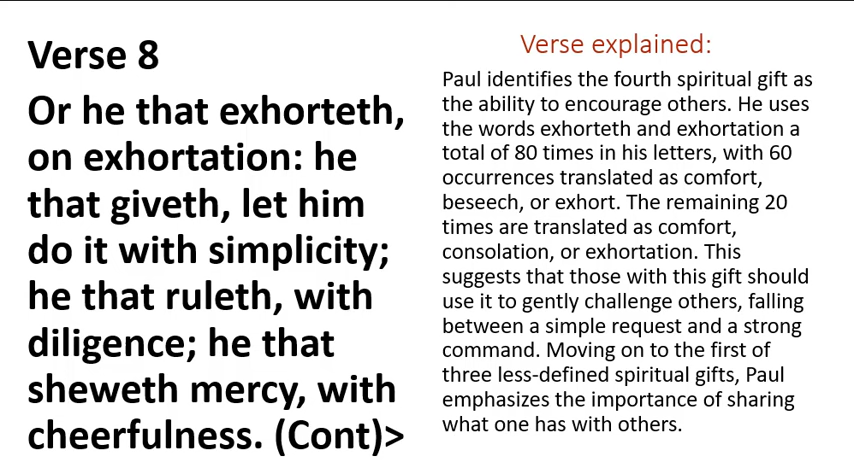 Verse 8
Or he that exhorteth,
on exhortation: he
that giveth, let him
do it with simplicity;
he that ruleth, with
diligence; he that
sheweth mercy, with
cheerfulness. (Cont)>
Verse explained:
Paul identifies the fourth spiritual gift as
the ability to encourage others. He uses
the words exhorteth and exhortation a
total of 80 times in his letters, with 60
occurrences translated as comfort,
beseech, or exhort. The remaining 20
times are translated as comfort,
consolation, or exhortation. This
suggests that those with this gift should
use it to gently challenge others, falling
between a simple request and a strong
command. Moving on to the first of
three less-defined spiritual gifts, Paul
emphasizes the importance of sharing
what one has with others.